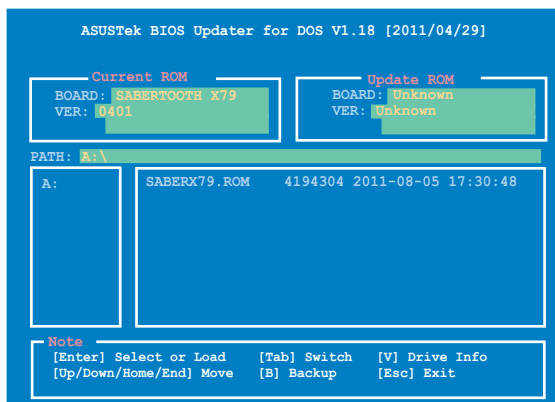 ASUSTek BIOS Updater for DOS V1.18 [2011/04/29]
Current ROM
BOARD: SABERTOOTH X79
VER: 0401
Update ROM
BOARD: Unknown
VER: Unknown
PATH: A:\
A:
SABERX79.ROM 4194304 2011-08-05 17:30:48
Note
[Enter] Select or Load [Tab] Switch [V] Drive Info
[Up/Down/Home/End] Move [B] Backup [Esc] Exit